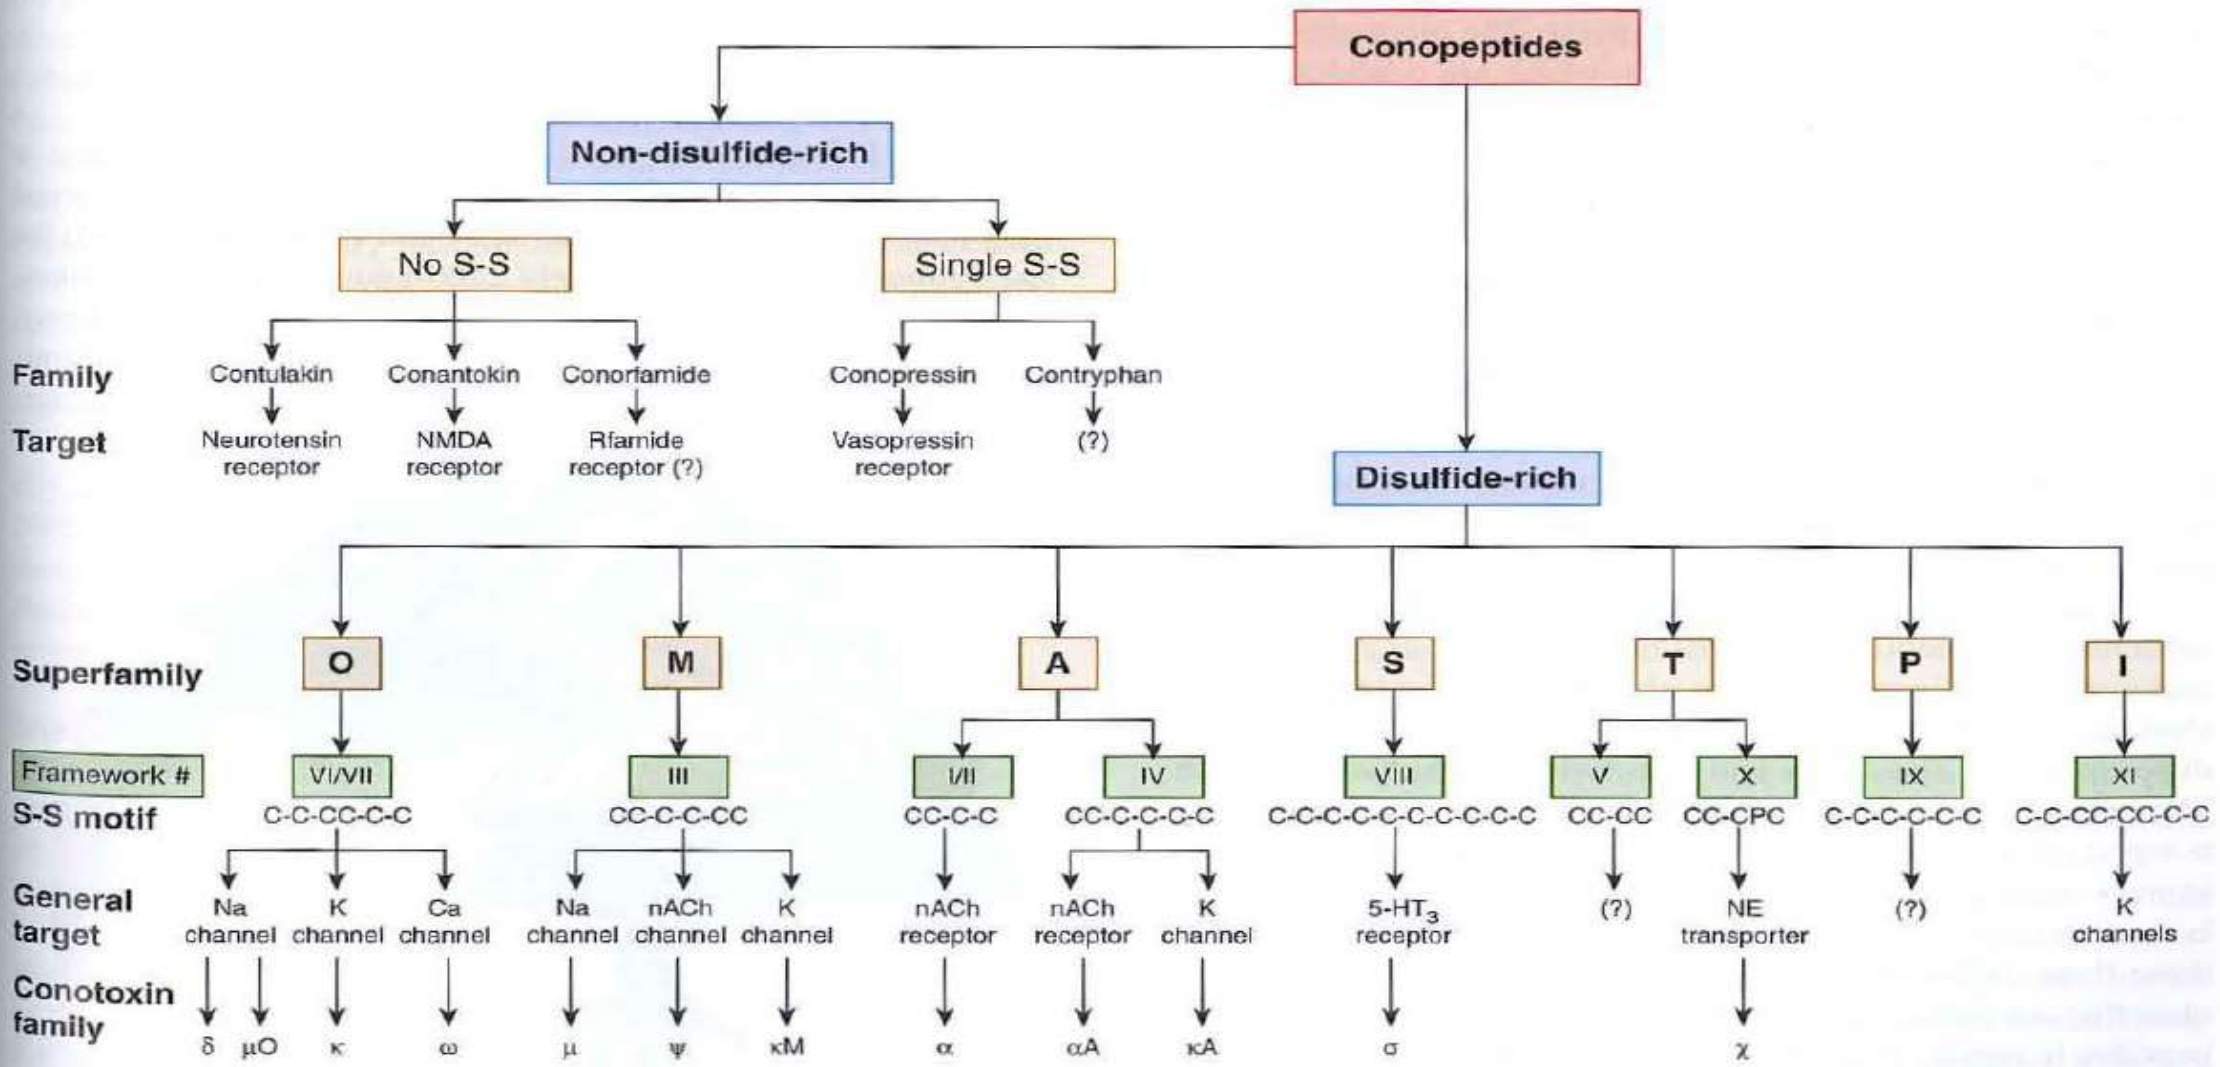 Conopeptides
Non-disulfide-rich
No S-S
Single S-S
Family
Contulakin
Conantokin
Conorfamide
Conopressin
Contryphan
Target
Neurotensin
receptor
NMDA
receptor
Rfamide
receptor (?)
Vasopressin
receptor
(?)
Disulfide-rich
Superfamily
O
M
A
S
T
P
I
Framework #
VI/VII
III
I/II
IV
VIII
V
X
IX
XI
S-S motif
C-C-CC-C-C
CC-C-C-CC
CC-C-C
CC-C-C-C-C
C-C-C-C-C-C-C-C-C-C
CC-CC
CC-CPC
C-C-C-C-C-C
C-C-CC-CC-C-C
General
target
Na
channel
K
channel
Ca
channel
Na
channel
nACh
channel
K
channel
nACh
receptor
nACh
receptor
K
channel
5-HT3
receptor
(?)
NE
transporter
(?)
K
channels
Conotoxin
family
δ
μO
κ
ω
μ
ψ
κM
α
αA
κA
σ
χ